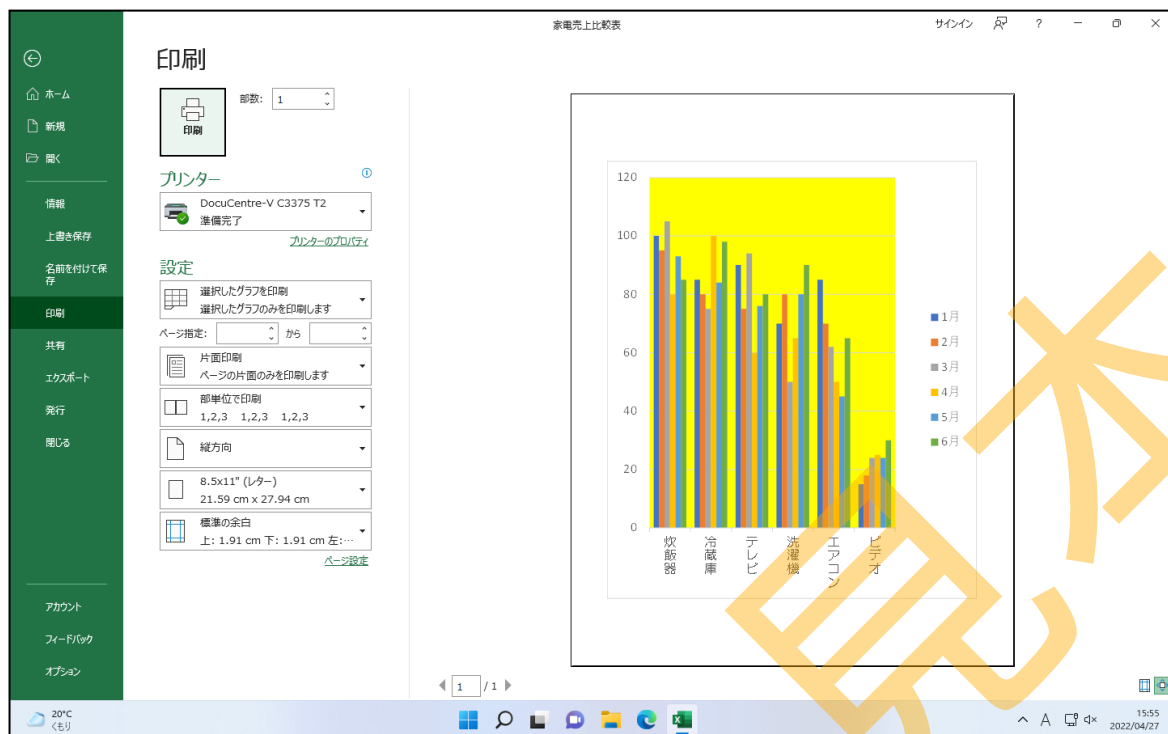 家電売上比較表
サインイン
?
印刷
ホーム
新規
開く
情報
上書き保存
名前を付けて保
存
印刷
共有
エクスポート
発行
閉じる
アカウント
フィードバック
オプション
印刷
部数: 1
プリンター
DocuCentre-V C3375 T2
準備完了
プリンターのプロパティ
設定
選択したグラフを印刷
選択したグラフのみを印刷します
ページ指定: から
片面印刷
ページの片面のみを印刷します
部単位で印刷
1,2,3 1,2,3 1,2,3
縦方向
8.5x11" (レター)
21.59 cm x 27.94 cm
標準の余白
上: 1.91 cm 下: 1.91 cm 左:…
ページ設定
120
100
80
60
40
20
0
炊飯器
冷蔵庫
テレビ
洗濯機
エアコン
ビデオ
1月
2月
3月
4月
5月
6月
1 / 1
20°C
くもり
A
15:55
2022/04/27